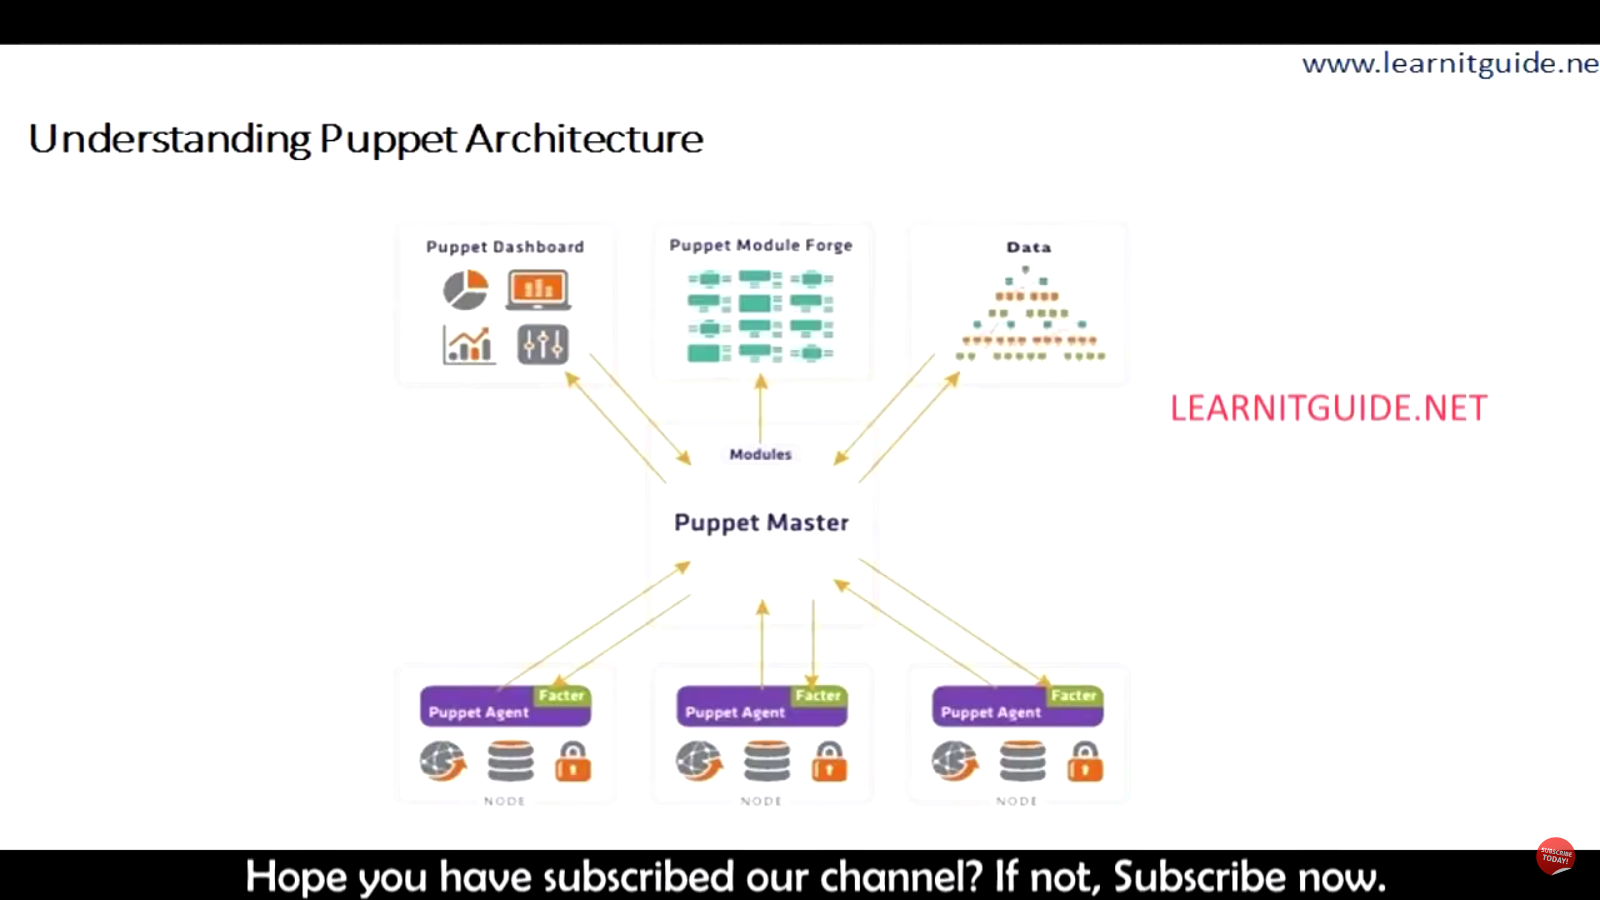 www.learnitguide.ne
Understanding Puppet Architecture
Puppet Dashboard
Puppet Module Forge
Data
LEARNITGUIDE.NET
Modules
Puppet Master
Facter
Puppet Agent
NODE
Facter
Puppet Agent
NODE
Facter
Puppet Agent
NODE
SUBSCRIBE
TODAY!
Hope you have subscribed our channel? If not, Subscribe now.